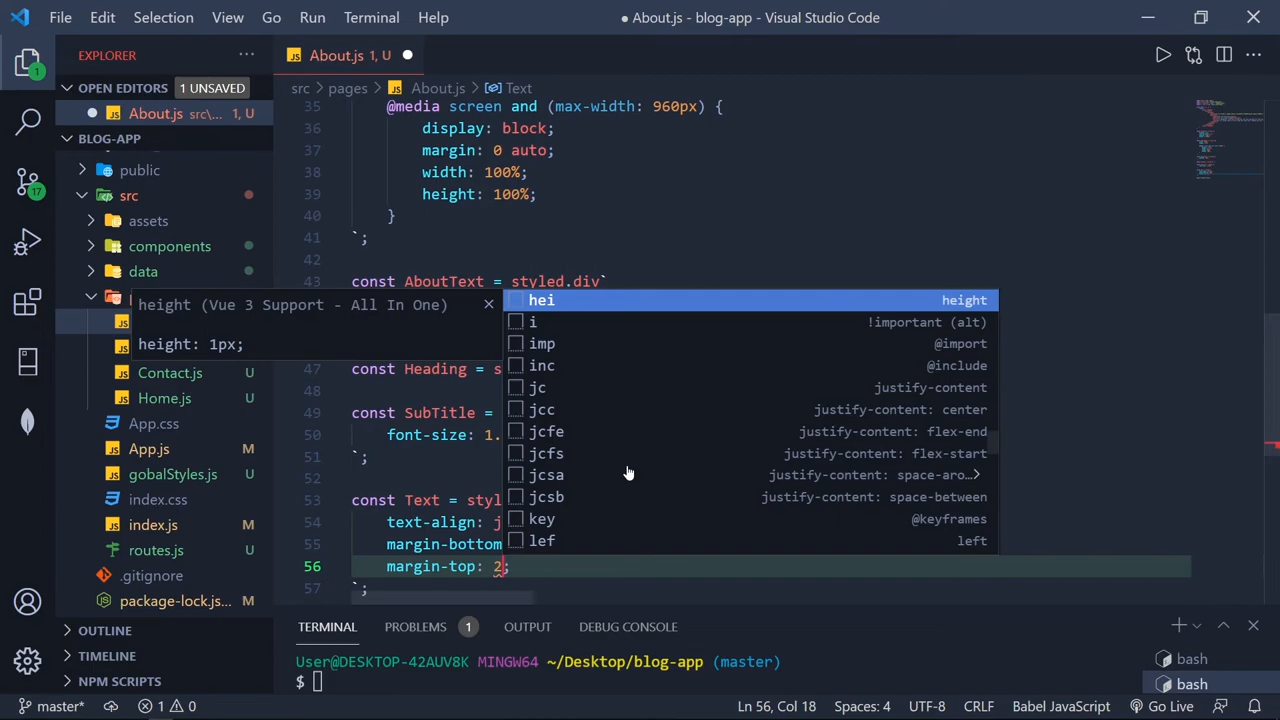 File Edit Selection View Go Run Terminal Help
● About.js - blog-app - Visual Studio Code
EXPLORER
OPEN EDITORS 1 UNSAVED
About.js src\... 1, U
BLOG-APP
public
src
assets
components
data
Contact.js U
Home.js U
App.css
App.js M
gobalStyles.js M
index.css
index.js M
routes.js U
.gitignore
package-lock.js... M
OUTLINE
TIMELINE
NPM SCRIPTS
1
17
About.js 1, U
src > pages > About.js > Text
35 @media screen and (max-width: 960px) {
36 display: block;
37 margin: 0 auto;
38 width: 100%;
39 height: 100%;
40 }
41 `;
43 const AboutText = styled.div`
47 const Heading = s
48
49 const SubTitle =
50 font-size: 1.
51 `;
52
53 const Text = styl
54 text-align: j
55 margin-bottom
56 margin-top: 2;
57 `;
height (Vue 3 Support - All In One)
height: 1px;
hei height
i !important (alt)
imp @import
inc @include
jc justify-content
jcc justify-content: center
jcfe justify-content: flex-end
jcfs justify-content: flex-start
jcsa justify-content: space-aro...
jcsb justify-content: space-between
key @keyframes
lef left
TERMINAL PROBLEMS 1 OUTPUT DEBUG CONSOLE
User@DESKTOP-42AUV8K MINGW64 ~/Desktop/blog-app (master)
$
bash
bash
master* 1 0 Ln 56, Col 18 Spaces: 4 UTF-8 CRLF Babel JavaScript Go Live